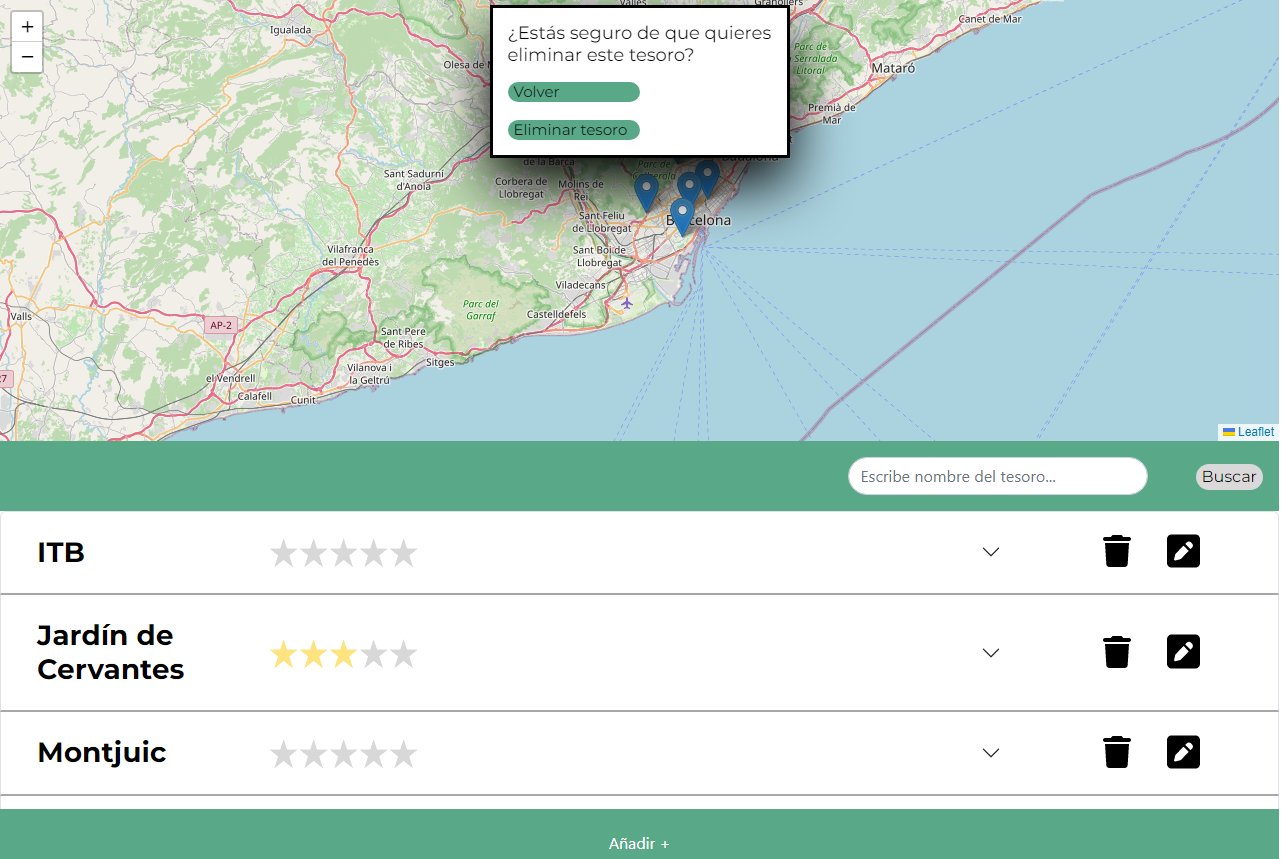 +
−
¿Estás seguro de que quieres
eliminar este tesoro?
Volver
Eliminar tesoro
Igualada
Olesa de M
Vallès
Granollers
Canet de Mar
Parc de
Serralada
Litoral
Mataró
Premià de
Mar
de la Barca
Sant Sadurní
d'Anoia
Corbera de
Llobregat
Molins de
Rei
Parc de
Sant Feliu
de Llobregat
Sant Boi de
Llobregat
Viladecans
Vilafranca
del Penedès
Parc del
Garraf
Castelldefels
Valls
AP-2
Sant Pere
de Ribes
Sitges
Vilanova i
la Geltrú
el Vendrell
Calafell
Cunit
Leaflet
Escribe nombre del tesoro...
Buscar
ITB
Jardín de
Cervantes
Montjuic
Añadir +